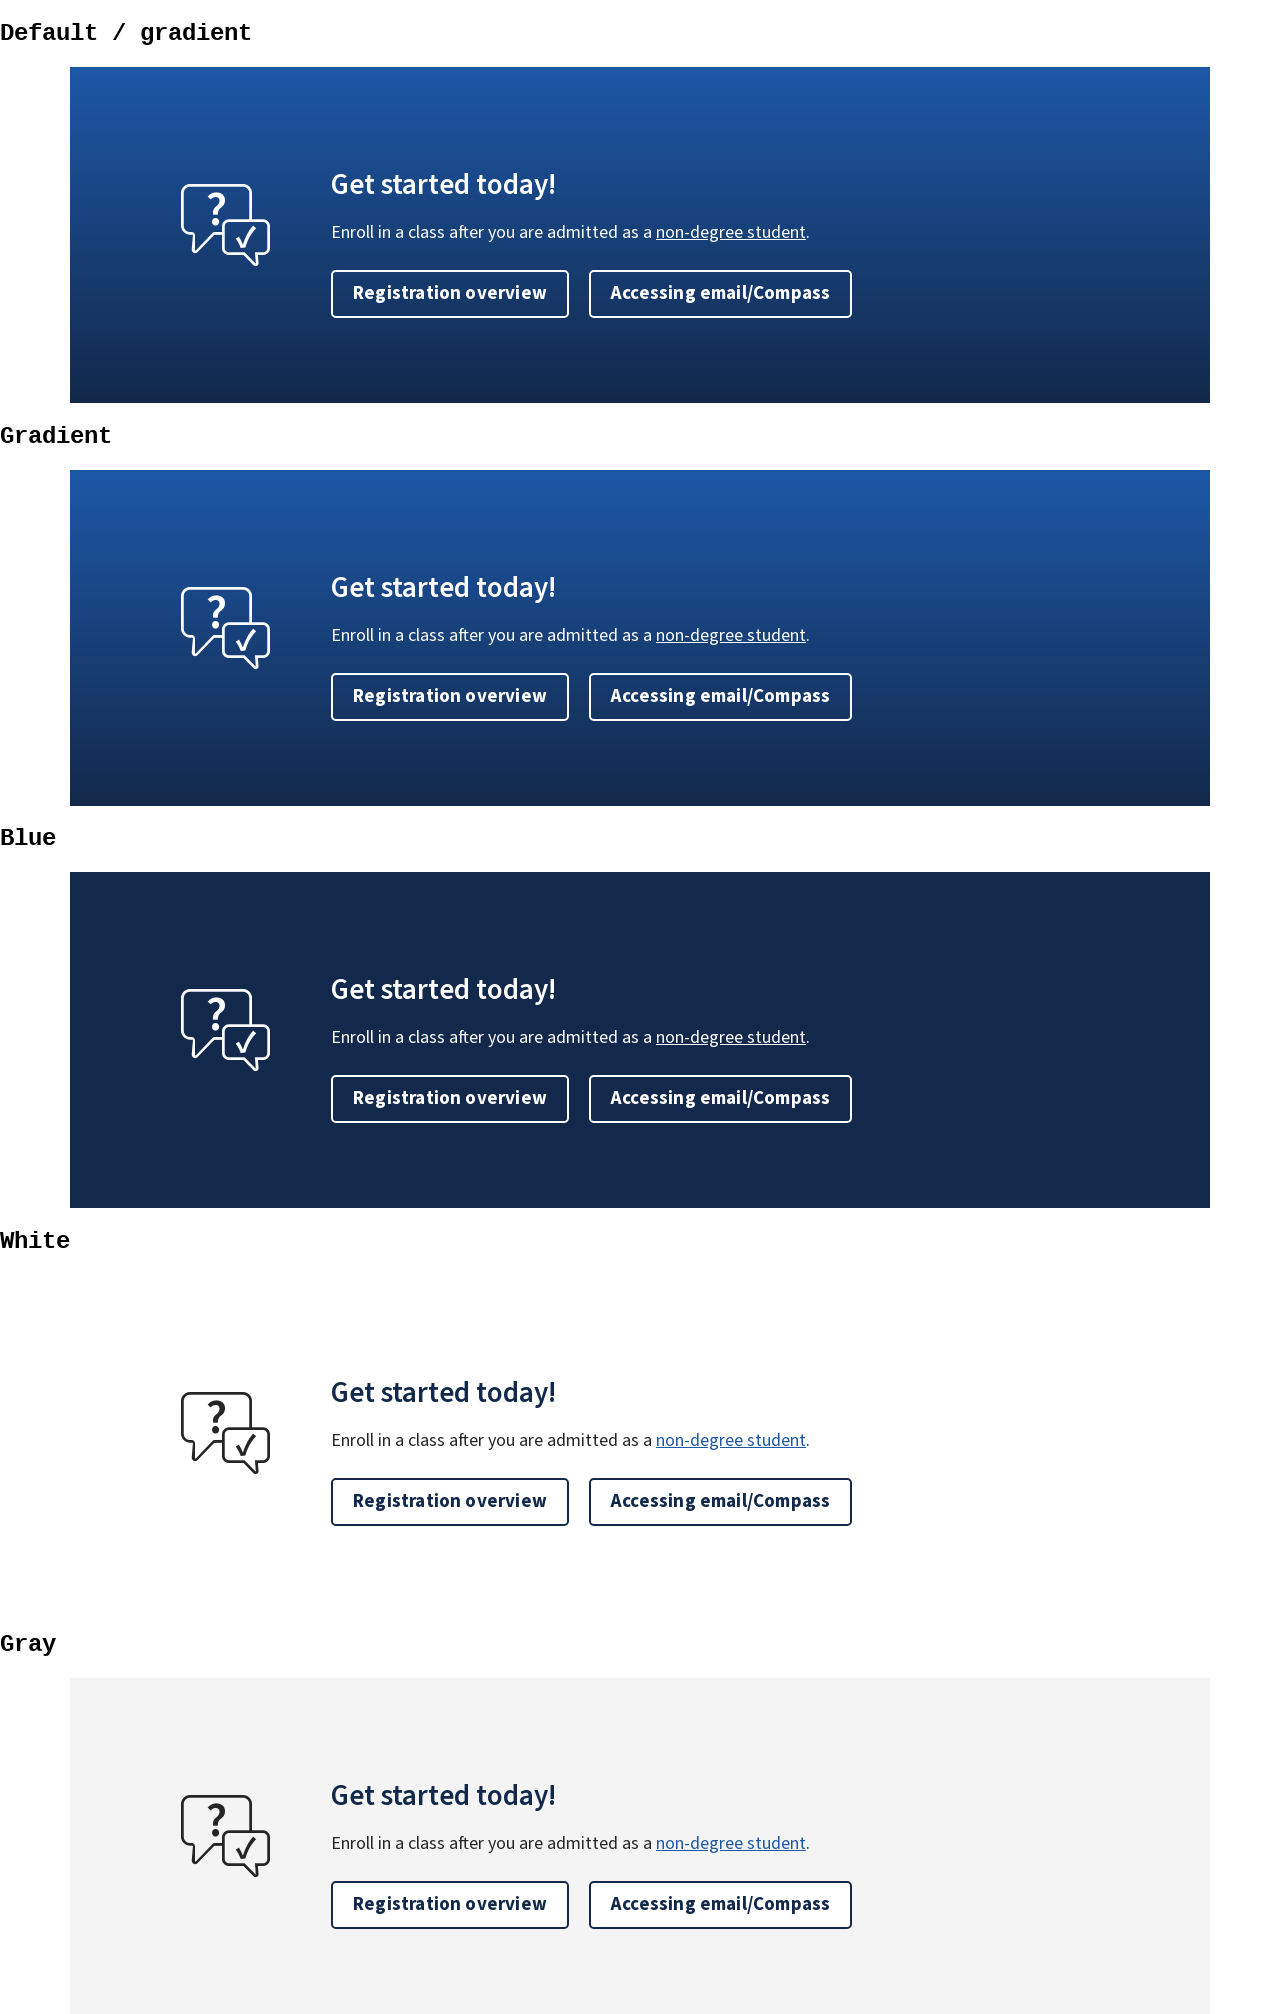 Default / gradient
?
Get started today!
Enroll in a class after you are admitted as a non-degree student.
Registration overview Accessing email/Compass
Gradient
?
Get started today!
Enroll in a class after you are admitted as a non-degree student.
Registration overview Accessing email/Compass
Blue
?
Get started today!
Enroll in a class after you are admitted as a non-degree student.
Registration overview Accessing email/Compass
White
?
Get started today!
Enroll in a class after you are admitted as a non-degree student.
Registration overview Accessing email/Compass
Gray
?
Get started today!
Enroll in a class after you are admitted as a non-degree student.
Registration overview Accessing email/Compass